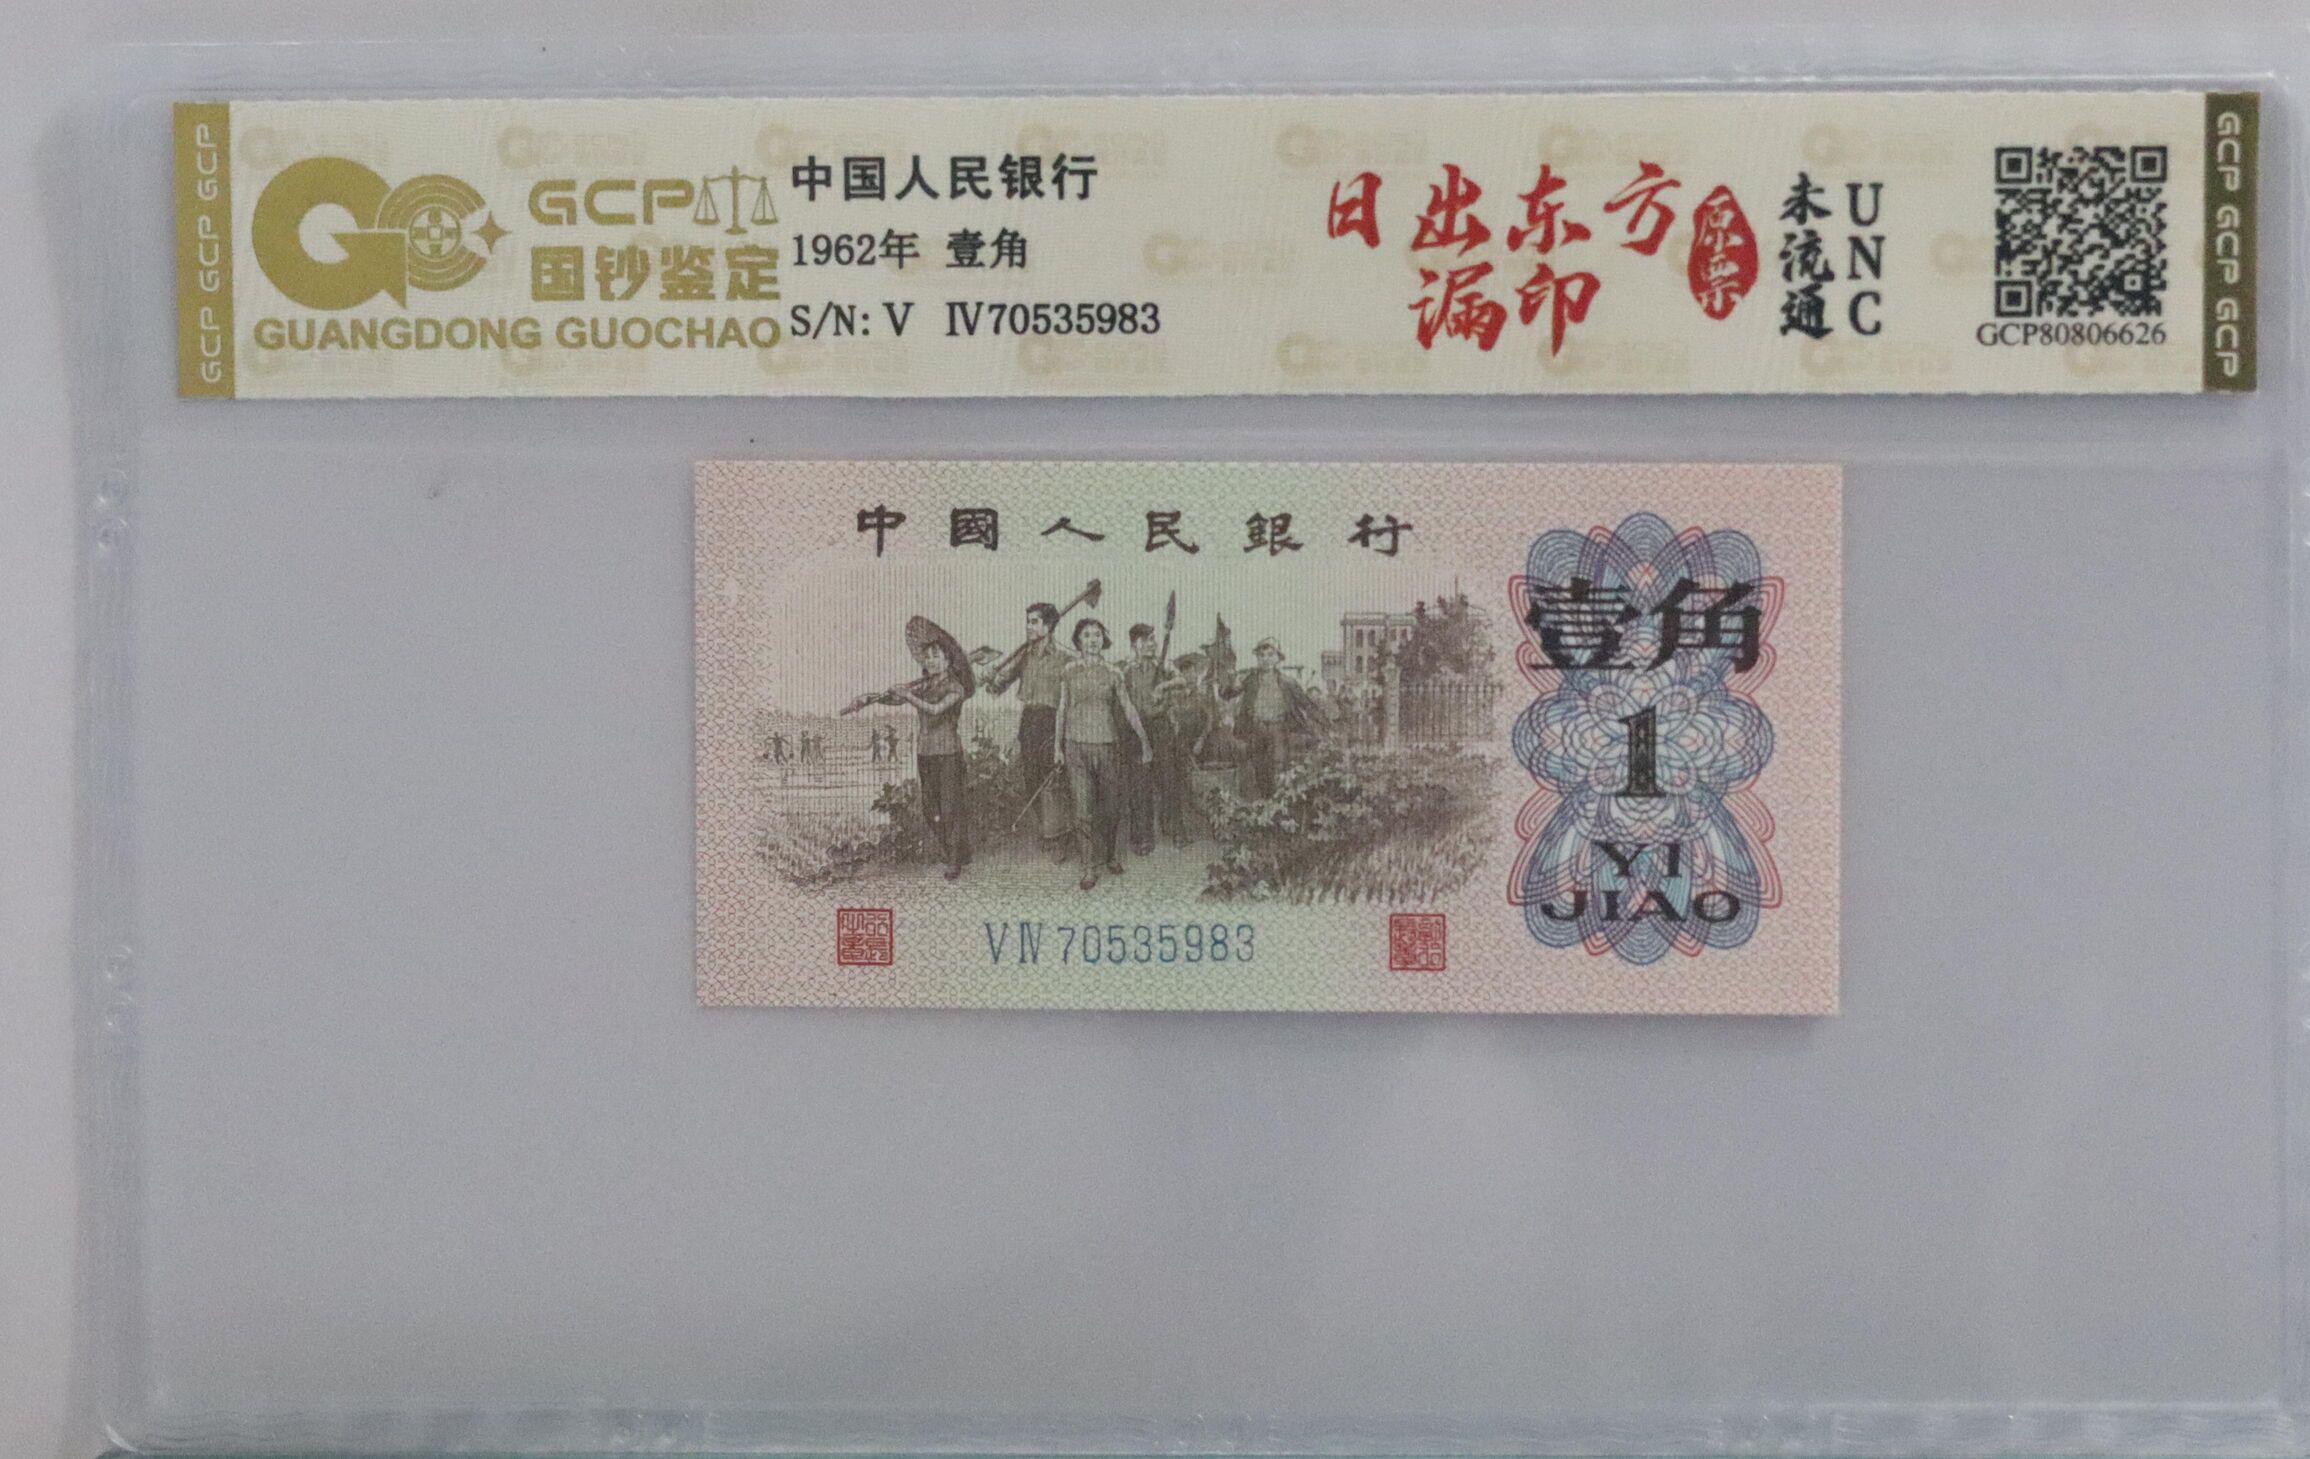 GCP GCP GCP
GCP
国钞鉴定
GUANGDONG GUOCHAO
中国人民银行
1962年 壹角
S/N: V Ⅳ70535983
日出东方
漏印
原票
未流通
UNC
GCP80806626
GCP GCP GCP
中國人民銀行
壹角
1
YI
JIAO
VⅣ70535983